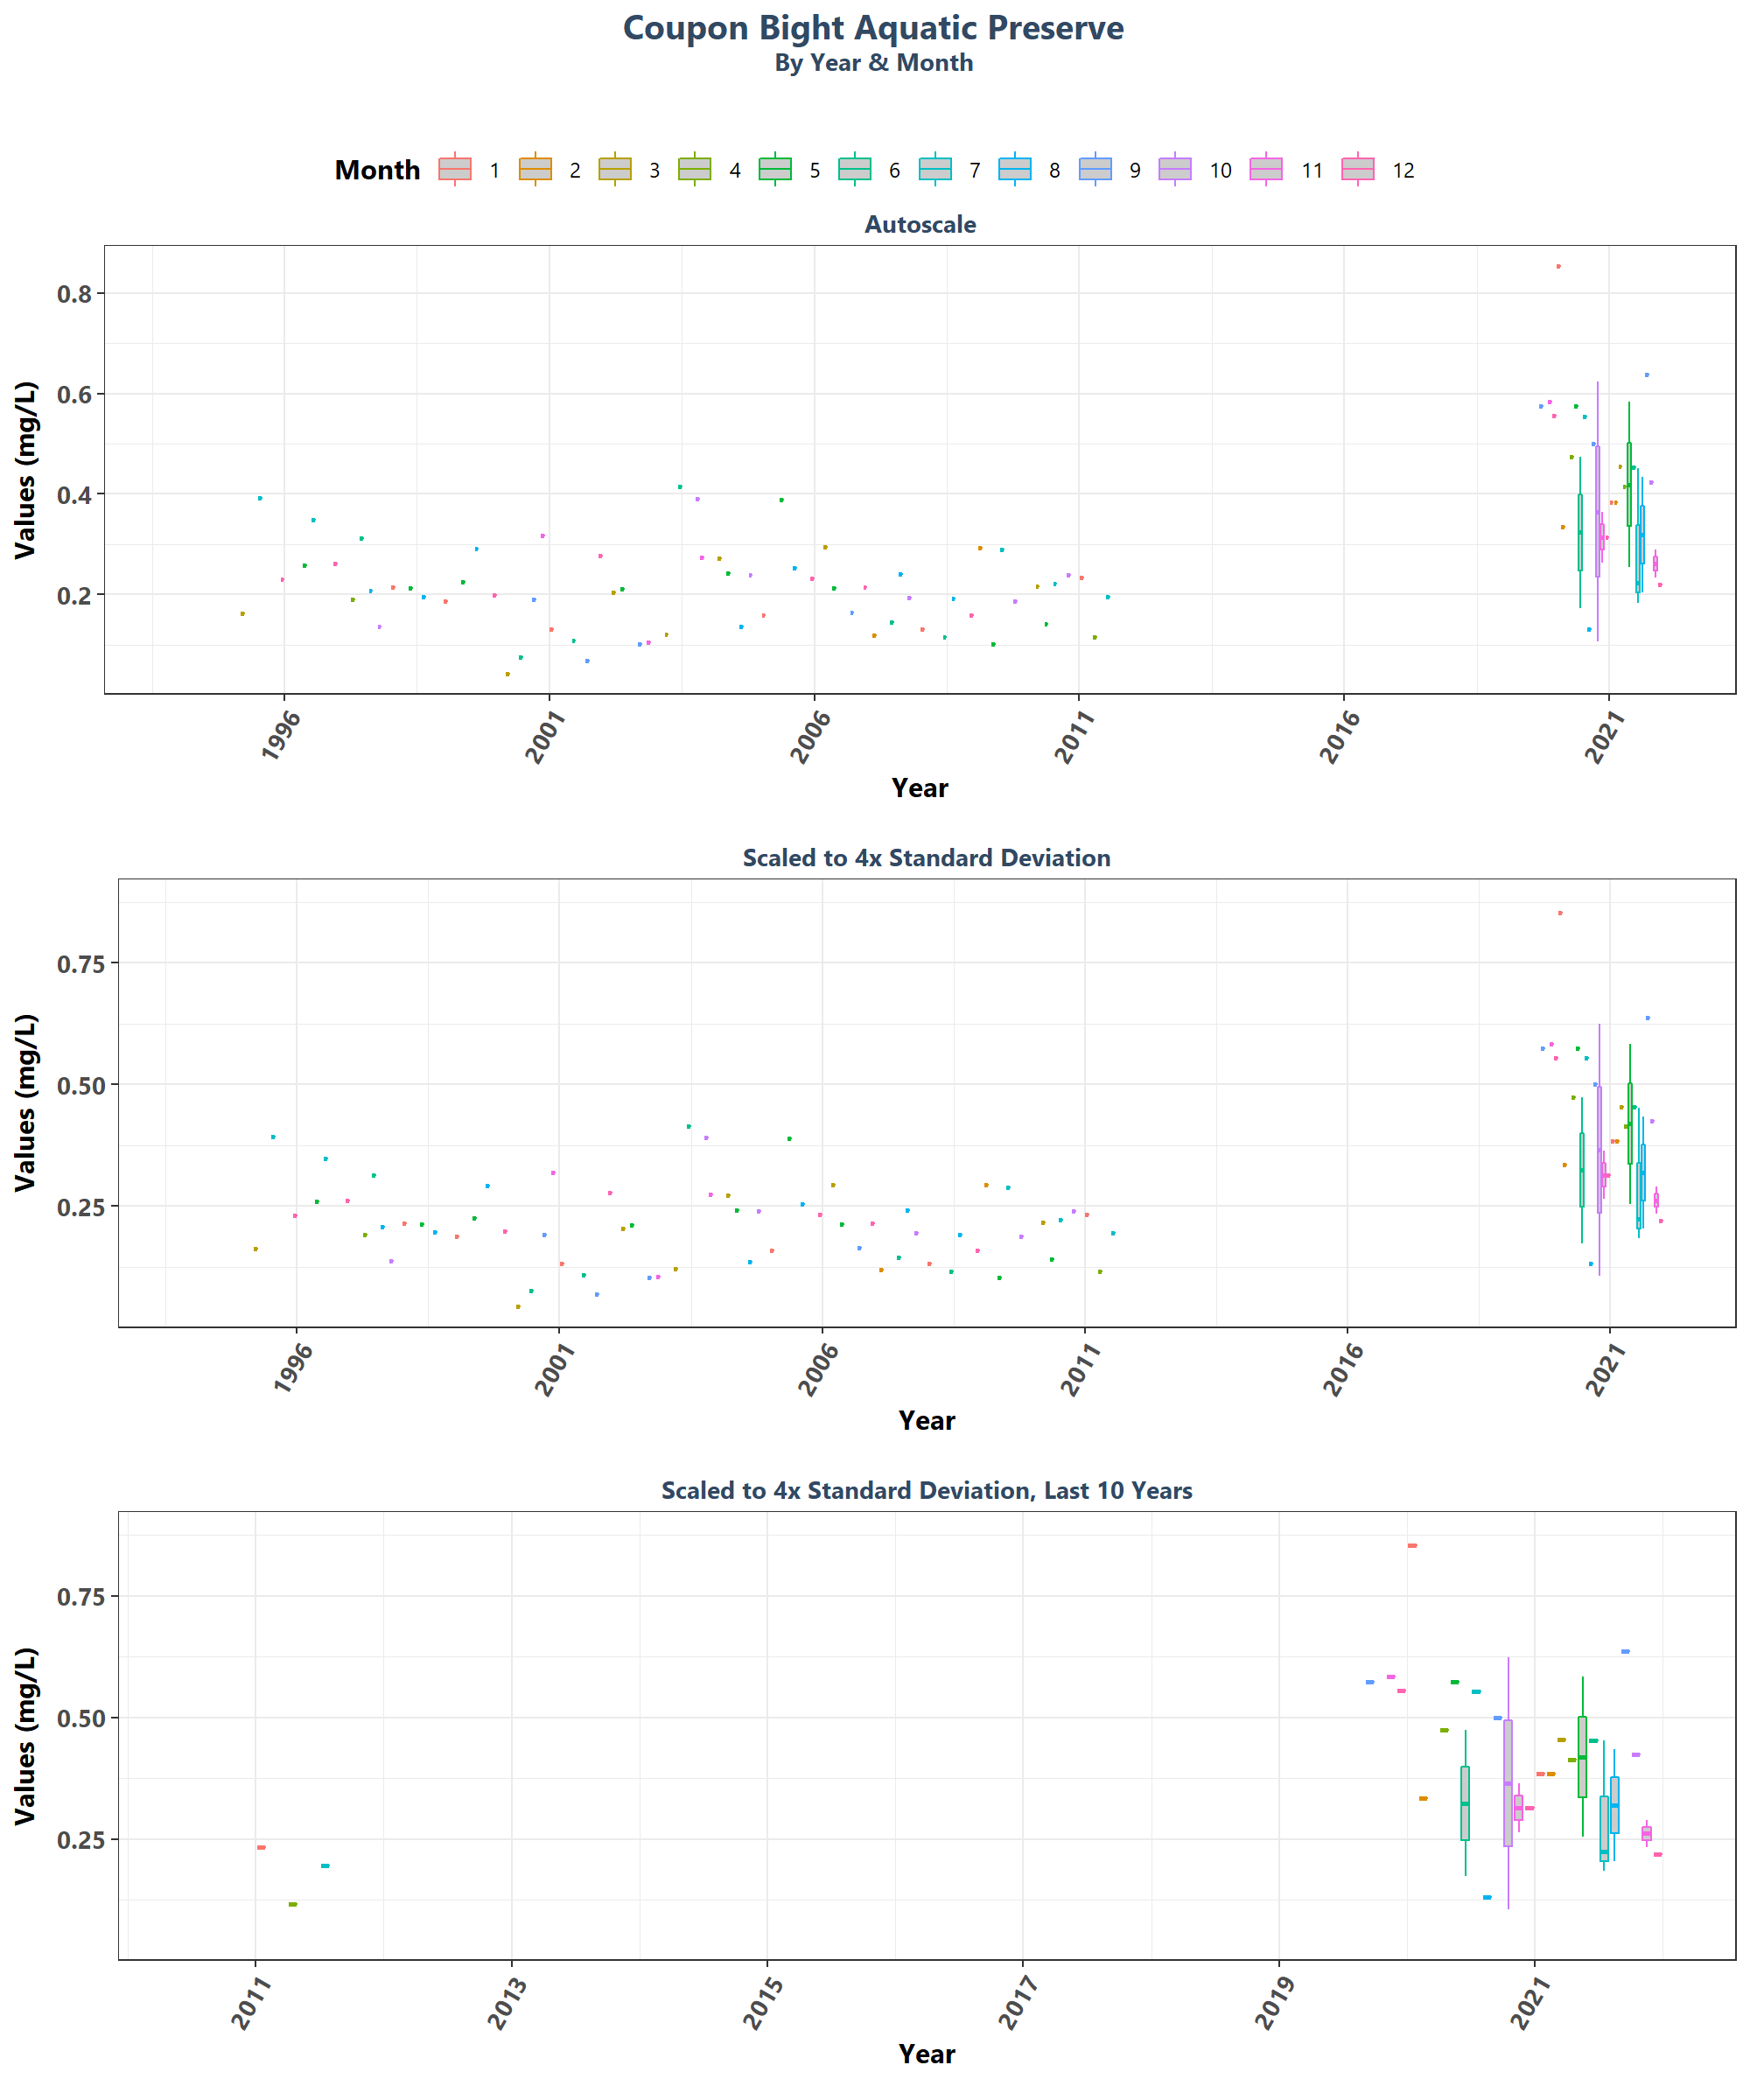 Coupon Bight Aquatic Preserve
By Year & Month
Month 1 2 3 4 5 6 7 8 9 10 11 12
Autoscale
Values (mg/L)
0.8
0.6
0.4
0.2
1996 2001 2006 2011 2016 2021
Year
Scaled to 4x Standard Deviation
Values (mg/L)
0.75
0.50
0.25
1996 2001 2006 2011 2016 2021
Year
Scaled to 4x Standard Deviation, Last 10 Years
Values (mg/L)
0.75
0.50
0.25
2011 2013 2015 2017 2019 2021
Year